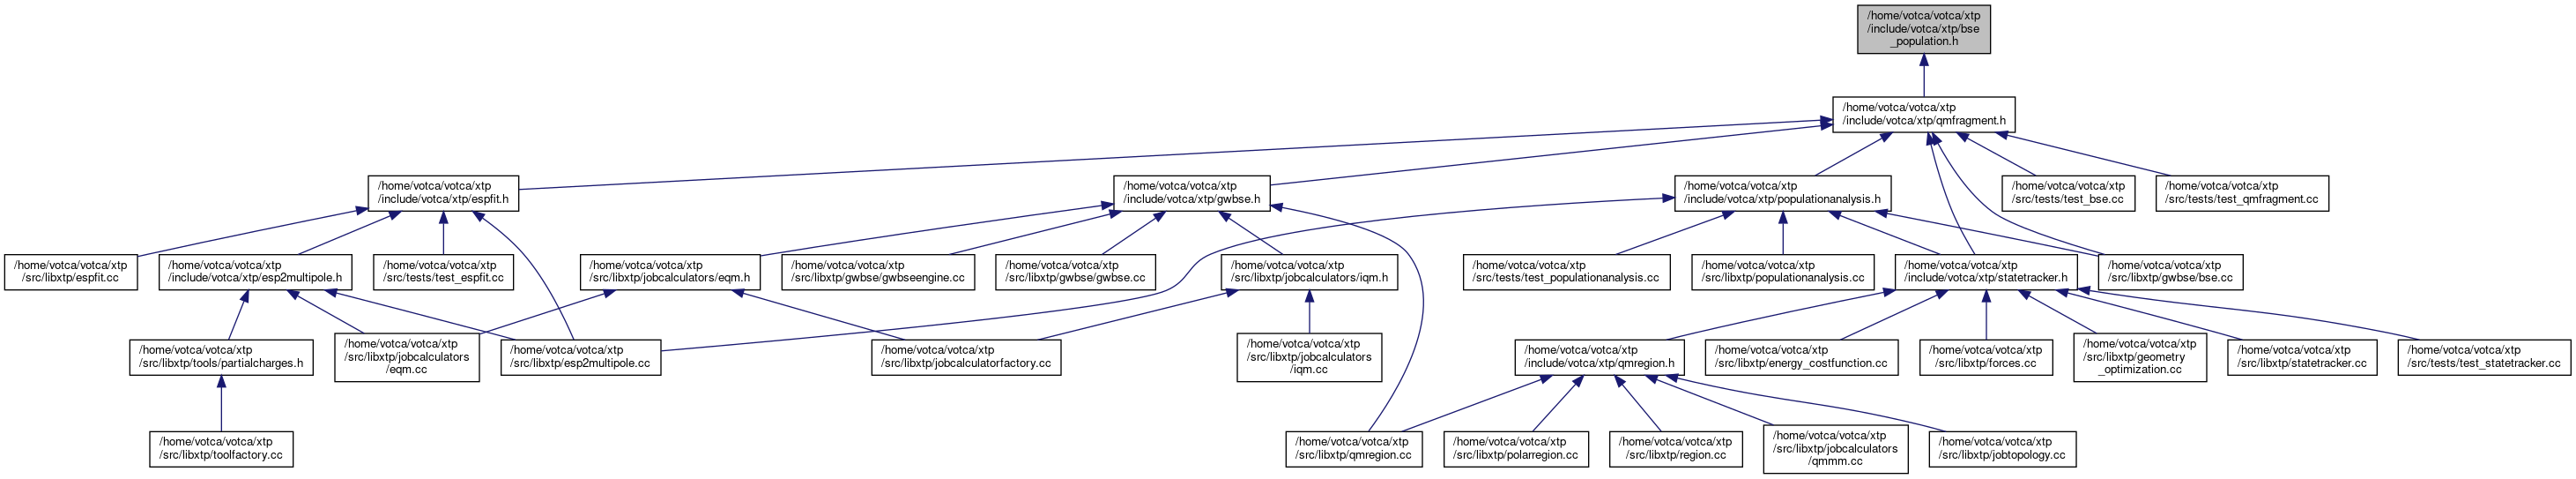 /home/votca/votca/xtp
/include/votca/xtp/bse
_population.h
/home/votca/votca/xtp
/include/votca/xtp/qmfragment.h
/home/votca/votca/xtp
/include/votca/xtp/espfit.h
/home/votca/votca/xtp
/include/votca/xtp/gwbse.h
/home/votca/votca/xtp
/include/votca/xtp/populationanalysis.h
/home/votca/votca/xtp
/src/tests/test_bse.cc
/home/votca/votca/xtp
/src/tests/test_qmfragment.cc
/home/votca/votca/xtp
/src/libxtp/espfit.cc
/home/votca/votca/xtp
/include/votca/xtp/esp2multipole.h
/home/votca/votca/xtp
/src/tests/test_espfit.cc
/home/votca/votca/xtp
/src/libxtp/jobcalculators/eqm.h
/home/votca/votca/xtp
/src/libxtp/gwbse/gwbseengine.cc
/home/votca/votca/xtp
/src/libxtp/gwbse/gwbse.cc
/home/votca/votca/xtp
/src/libxtp/jobcalculators/iqm.h
/home/votca/votca/xtp
/src/tests/test_populationanalysis.cc
/home/votca/votca/xtp
/src/libxtp/populationanalysis.cc
/home/votca/votca/xtp
/include/votca/xtp/statetracker.h
/home/votca/votca/xtp
/src/libxtp/gwbse/bse.cc
/home/votca/votca/xtp
/src/libxtp/tools/partialcharges.h
/home/votca/votca/xtp
/src/libxtp/jobcalculators
/eqm.cc
/home/votca/votca/xtp
/src/libxtp/esp2multipole.cc
/home/votca/votca/xtp
/src/libxtp/jobcalculatorfactory.cc
/home/votca/votca/xtp
/src/libxtp/jobcalculators
/iqm.cc
/home/votca/votca/xtp
/include/votca/xtp/qmregion.h
/home/votca/votca/xtp
/src/libxtp/energy_costfunction.cc
/home/votca/votca/xtp
/src/libxtp/forces.cc
/home/votca/votca/xtp
/src/libxtp/geometry
_optimization.cc
/home/votca/votca/xtp
/src/libxtp/statetracker.cc
/home/votca/votca/xtp
/src/tests/test_statetracker.cc
/home/votca/votca/xtp
/src/libxtp/toolfactory.cc
/home/votca/votca/xtp
/src/libxtp/qmregion.cc
/home/votca/votca/xtp
/src/libxtp/polarregion.cc
/home/votca/votca/xtp
/src/libxtp/region.cc
/home/votca/votca/xtp
/src/libxtp/jobcalculators
/qmmm.cc
/home/votca/votca/xtp
/src/libxtp/jobtopology.cc